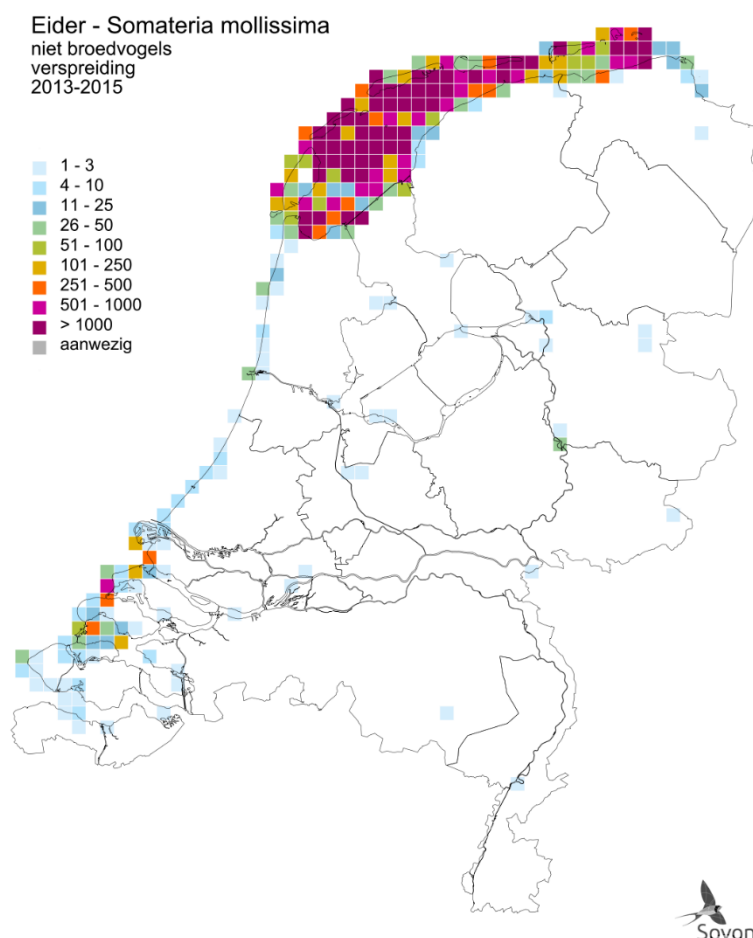 Eider - Somateria mollissima
niet broedvogels
verspreiding
2013-2015
1 - 3
4 - 10
11 - 25
26 - 50
51 - 100
101 - 250
251 - 500
501 - 1000
> 1000
aanwezig
Sovon